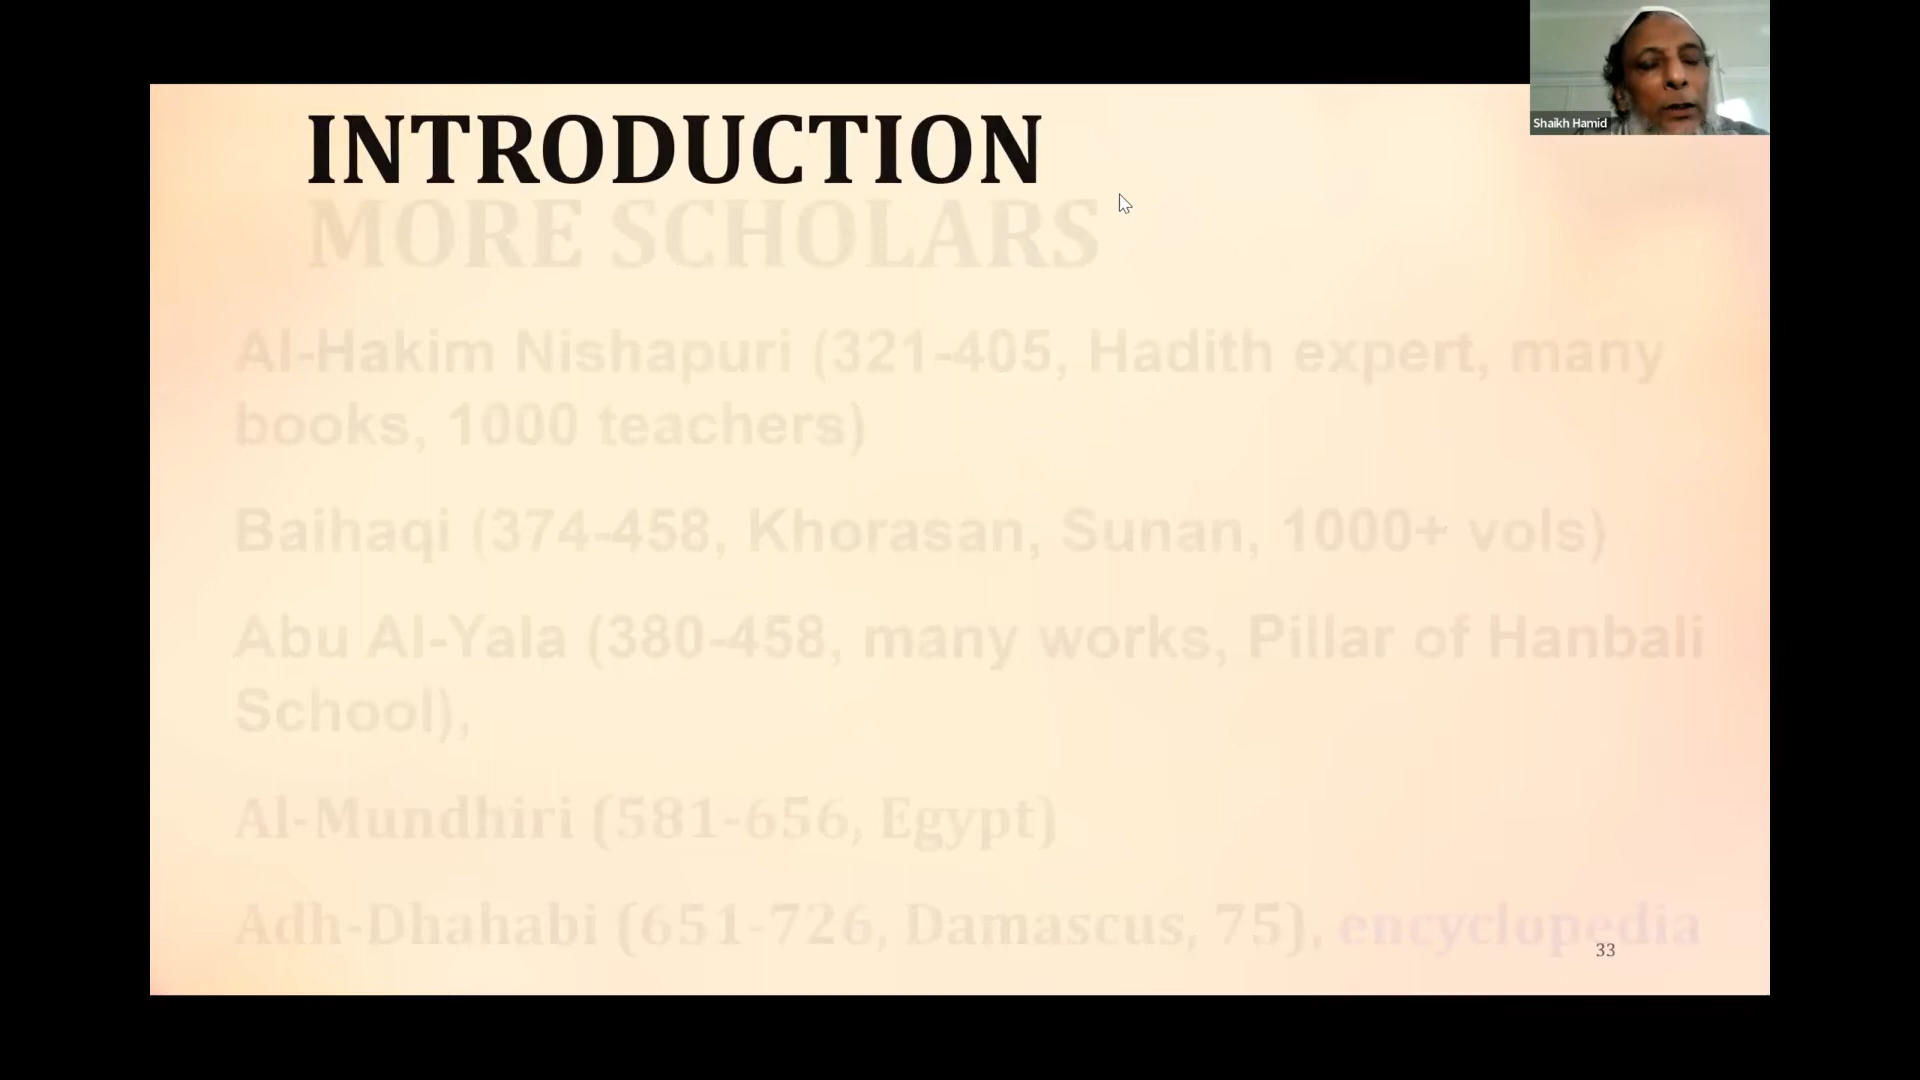 Shaikh Hamid
INTRODUCTION
MORE SCHOLARS
Al-Hakim Nishapuri (321-405, Hadith expert, many
books, 1000 teachers)
Baihaqi (374-458, Khorasan, Sunan, 1000+ vols)
Abu Al-Yala (380-458, many works, Pillar of Hanbali
School),
Al-Mundhiri (581-656, Egypt)
Adh-Dhahabi (651-726, Damascus, 75), encyclopedia
33